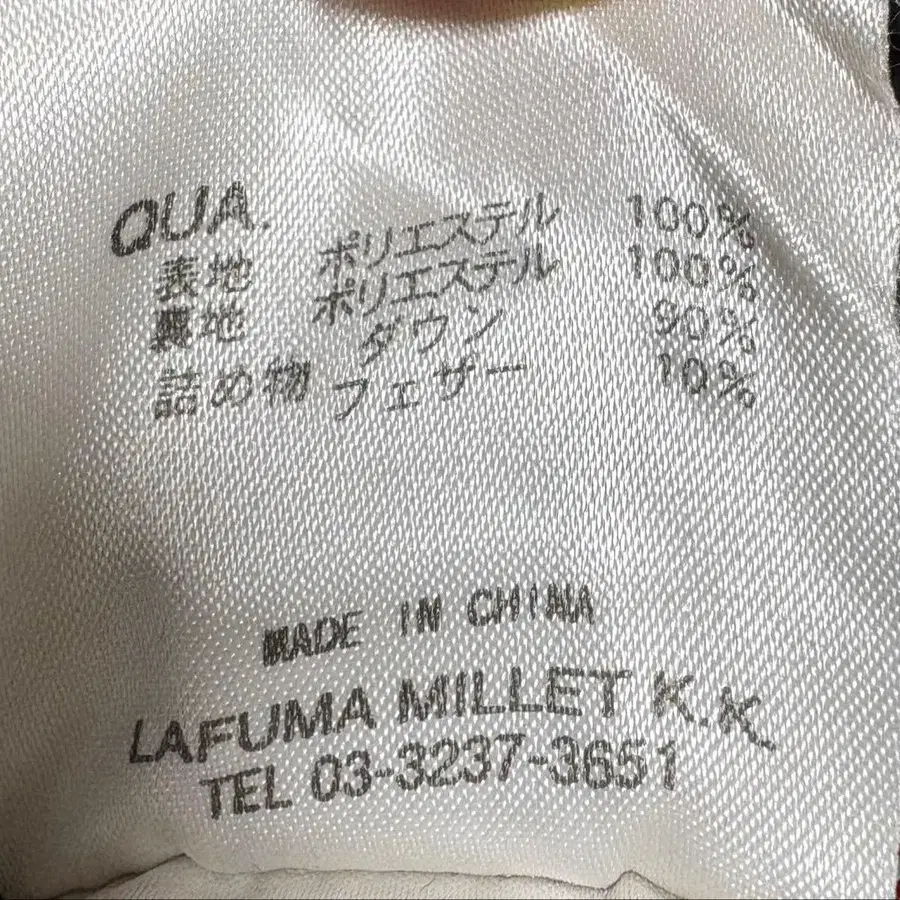 QUA.
表地 ポリエステル 100%
裏地 ポリエステル 100%
詰め物 ダウン 90%
フェザー 10%
MADE IN CHINA
LAFUMA MILLET K.K.
TEL 03-3237-3651